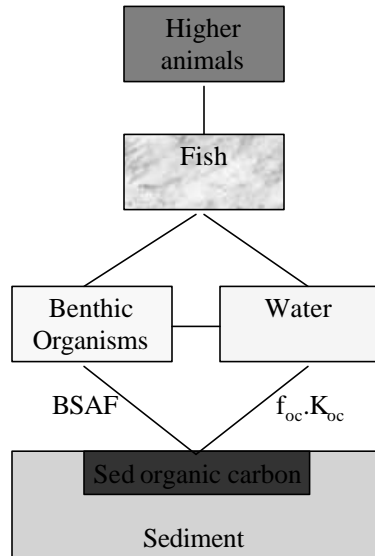 Higher
animals
Fish
Benthic
Organisms
Water
BSAF
f_oc.K_oc
Sed organic carbon
Sediment